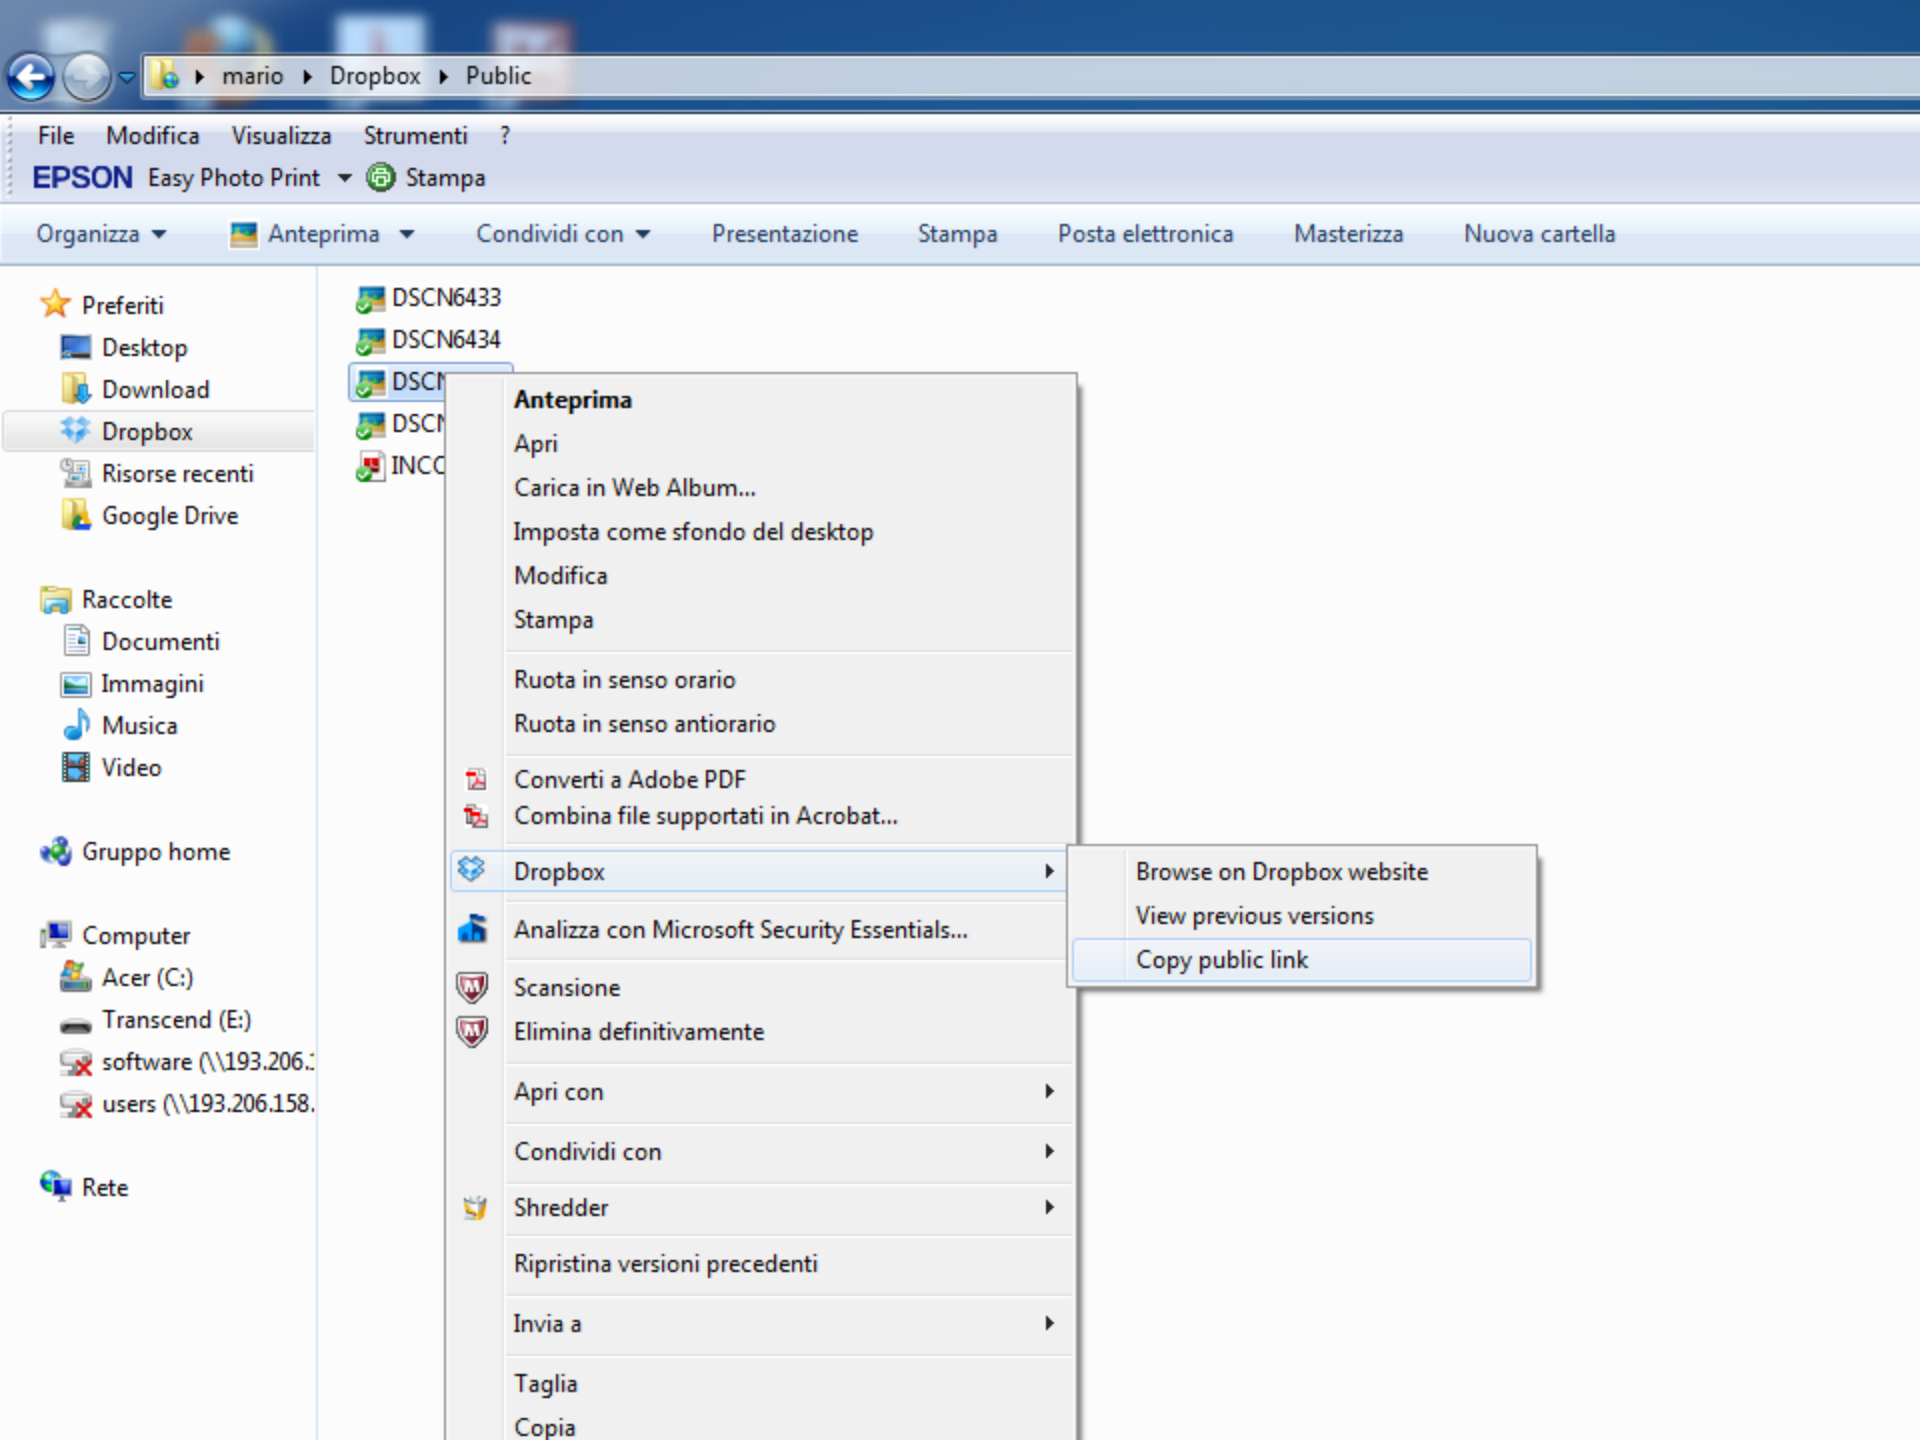 mario Dropbox Public
File Modifica Visualizza Strumenti ?
EPSON Easy Photo Print Stampa
Organizza Anteprima Condividi con Presentazione Stampa Posta elettronica Masterizza Nuova cartella
Preferiti
Desktop
Download
Dropbox
Risorse recenti
Google Drive
Raccolte
Documenti
Immagini
Musica
Video
Gruppo home
Computer
Acer (C:)
Transcend (E:)
software (\\193.206.1
users (\\193.206.158.
Rete
DSCN6433
DSCN6434
DSCN
DSCN
INCO
Anteprima
Apri
Carica in Web Album...
Imposta come sfondo del desktop
Modifica
Stampa
Ruota in senso orario
Ruota in senso antiorario
Converti a Adobe PDF
Combina file supportati in Acrobat...
Dropbox
Analizza con Microsoft Security Essentials...
Scansione
Elimina definitivamente
Apri con
Condividi con
Shredder
Ripristina versioni precedenti
Invia a
Taglia
Copia
Browse on Dropbox website
View previous versions
Copy public link